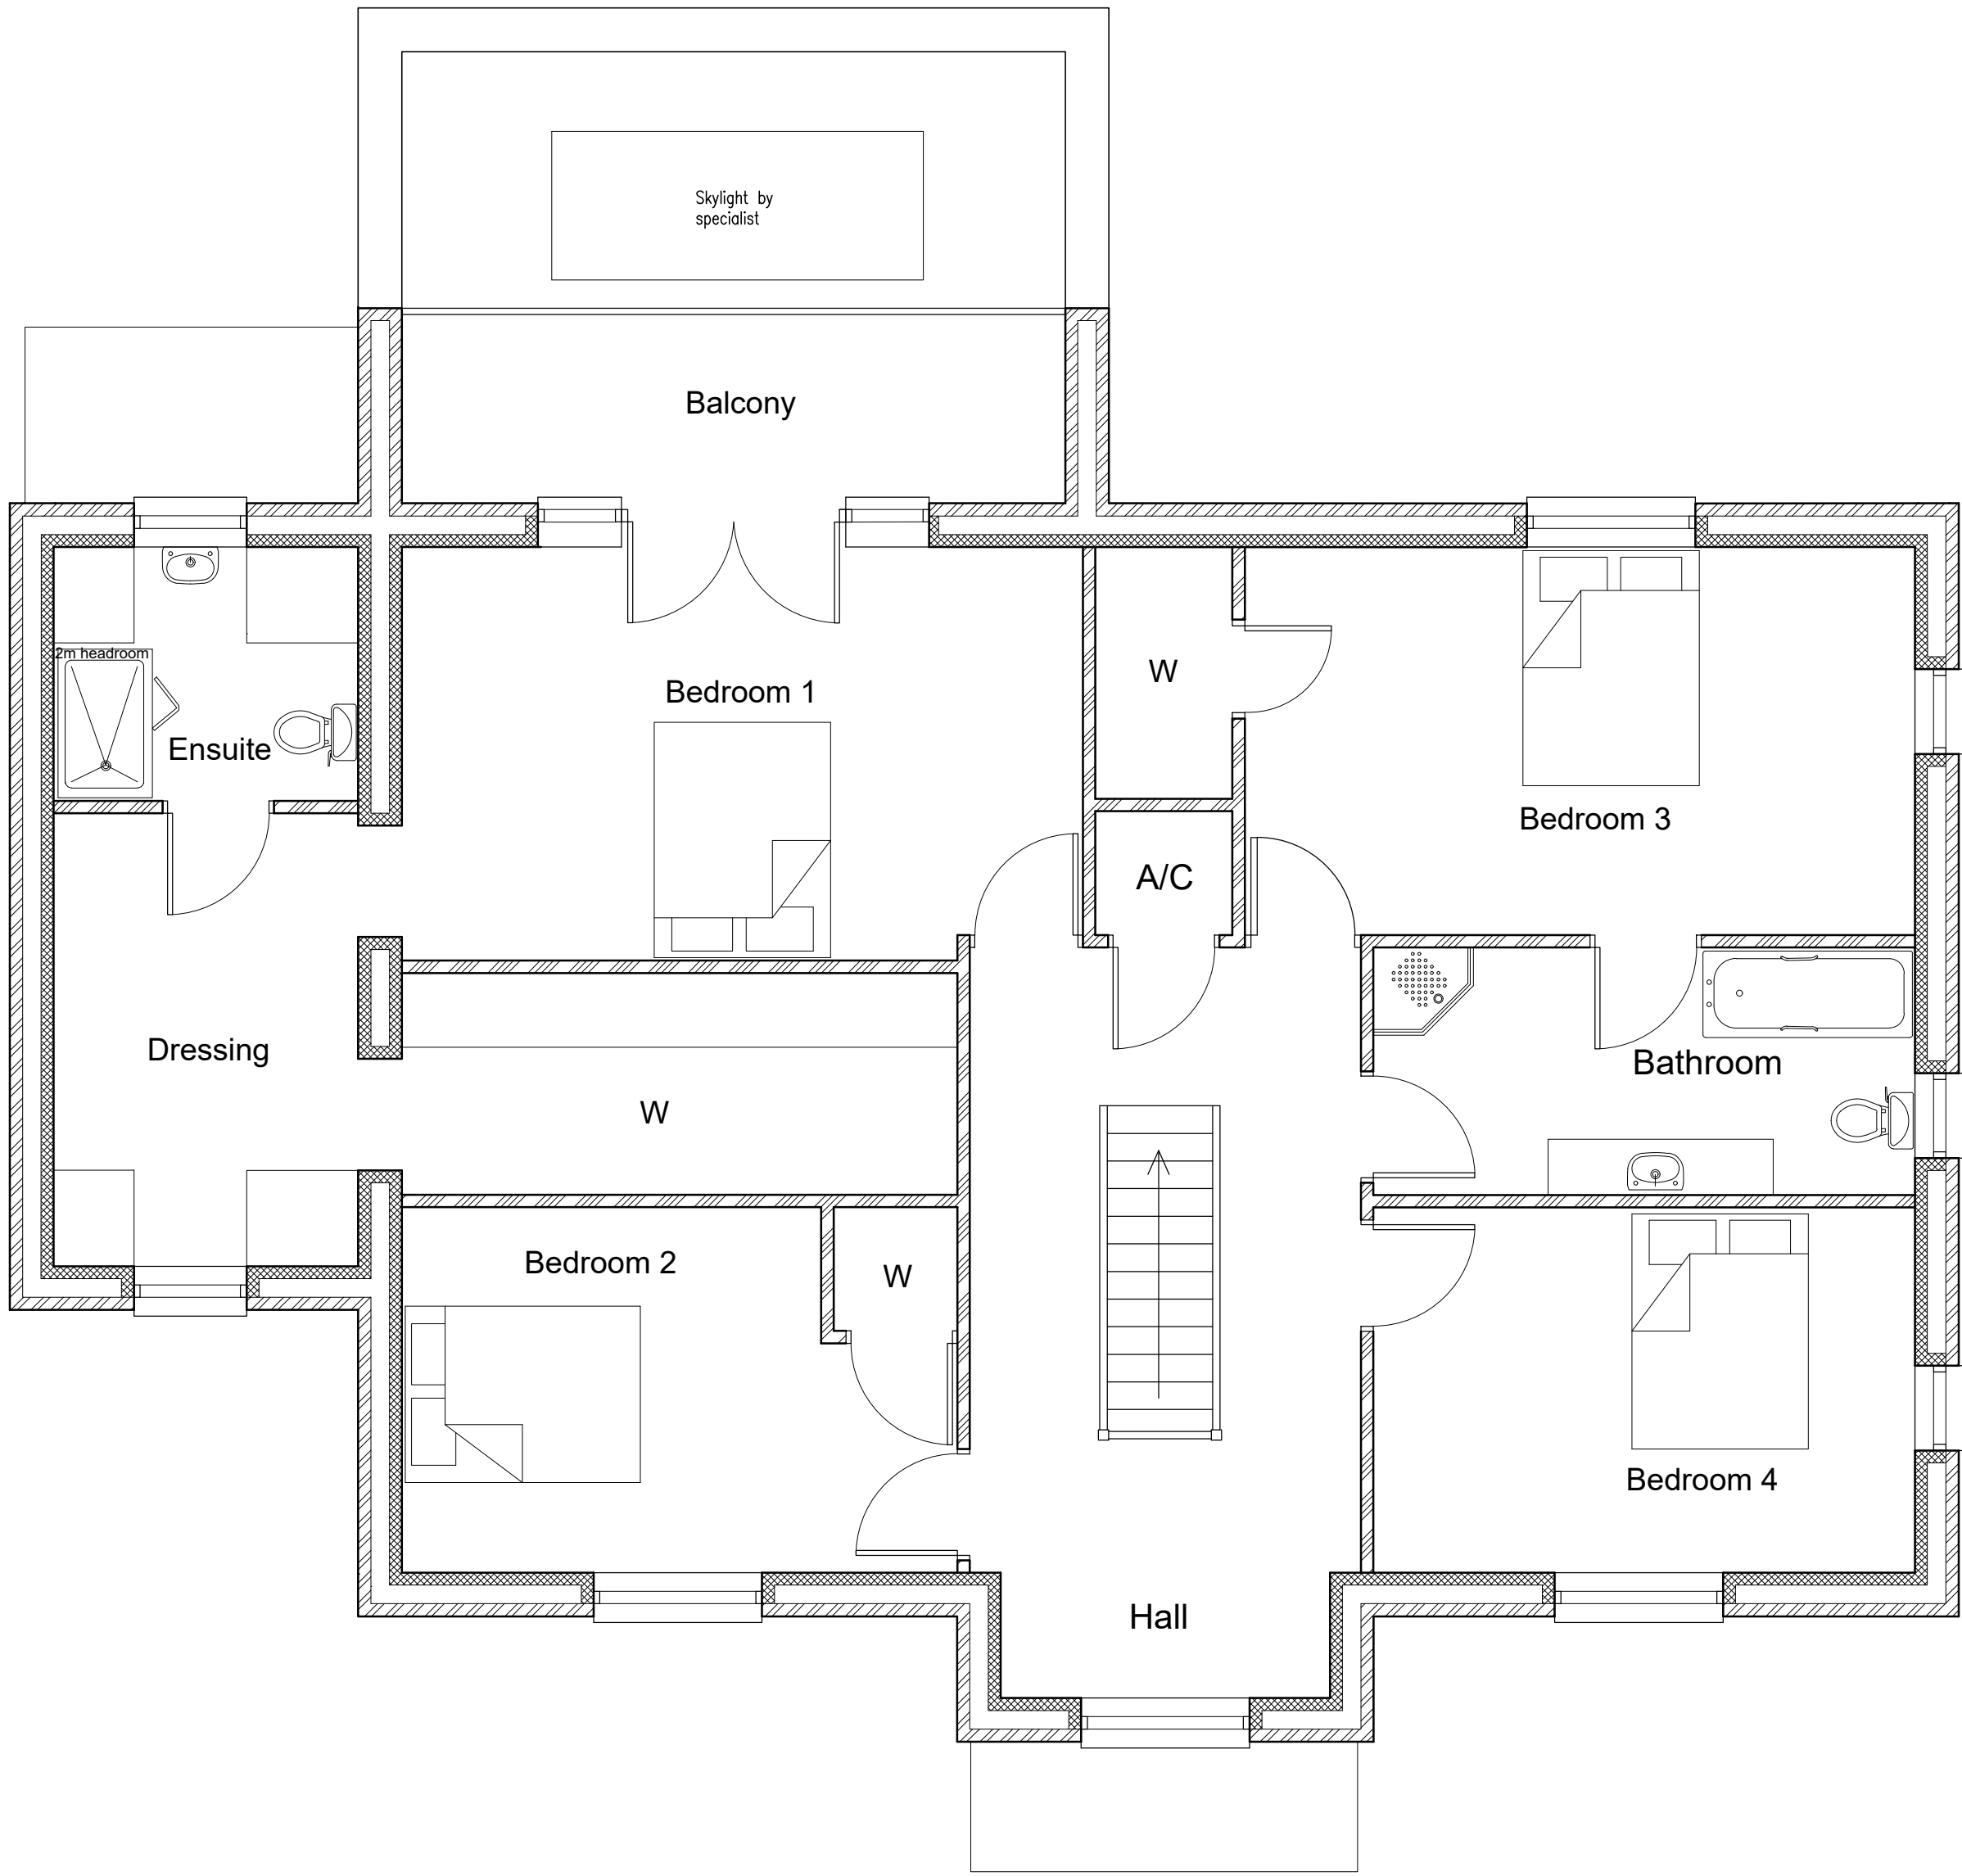 Skylight by
specialist
Balcony
2m headroom
Bedroom 1
W
Ensuite
Bedroom 3
A/C
Dressing
Bathroom
W
Bedroom 2
W
Bedroom 4
Hall